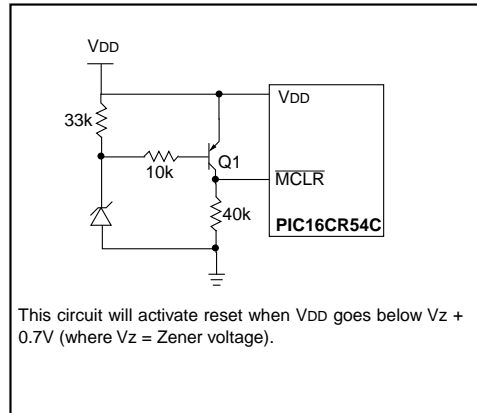 VDD
VDD
33k
Q1
10k
MCLR
40k
PIC16CR54C
This circuit will activate reset when VDD goes below Vz +
0.7V (where Vz = Zener voltage).